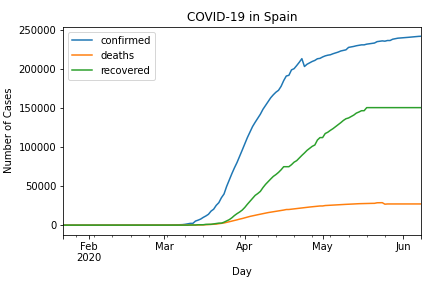 COVID-19 in Spain
250000
200000
150000
100000
50000
0
Number of Cases
confirmed
deaths
recovered
Feb
2020
Mar
Apr
May
Jun
Day